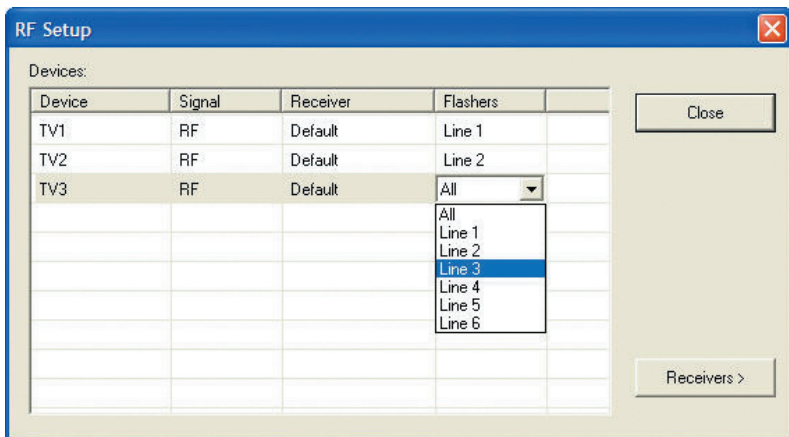 RF Setup
Devices:
Device Signal Receiver Flashers
Close
TV1 RF Default Line 1
TV2 RF Default Line 2
TV3 RF Default All
All
Line 1
Line 2
Line 3
Line 4
Line 5
Line 6
Receivers >